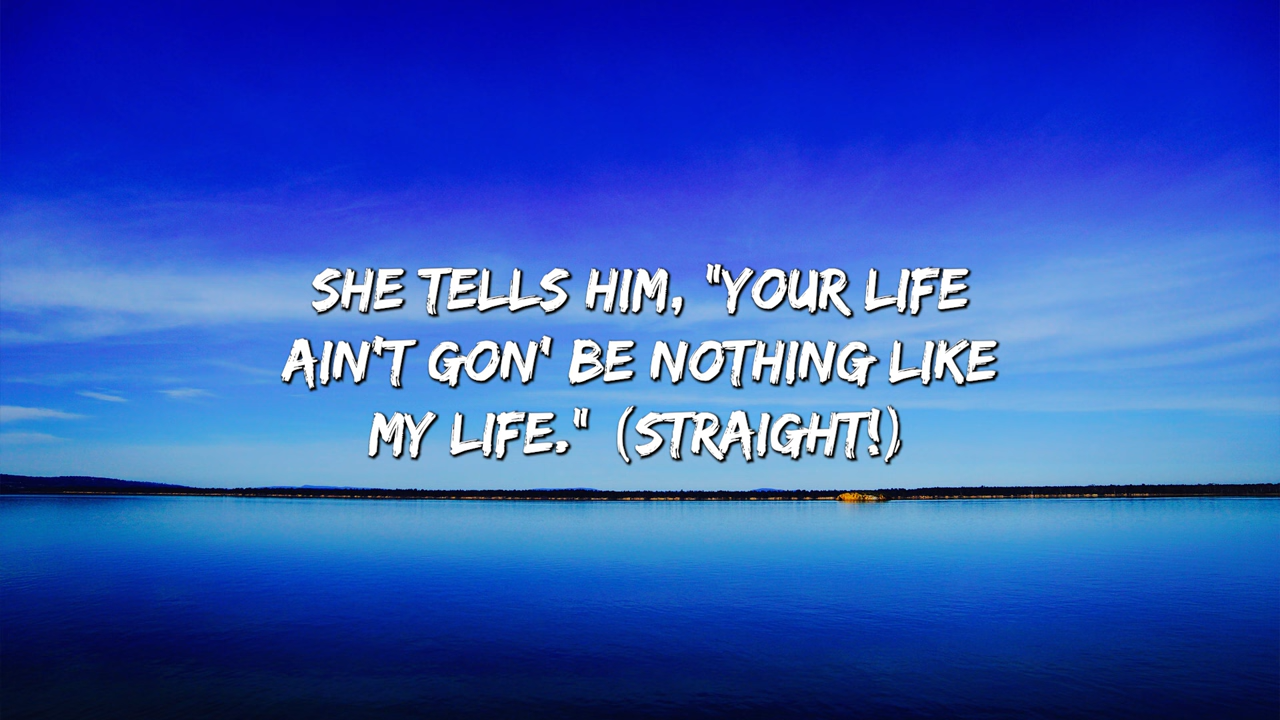 SHE TELLS HIM, "YOUR LIFE
AIN'T GON' BE NOTHING LIKE
MY LIFE." (STRAIGHT!)